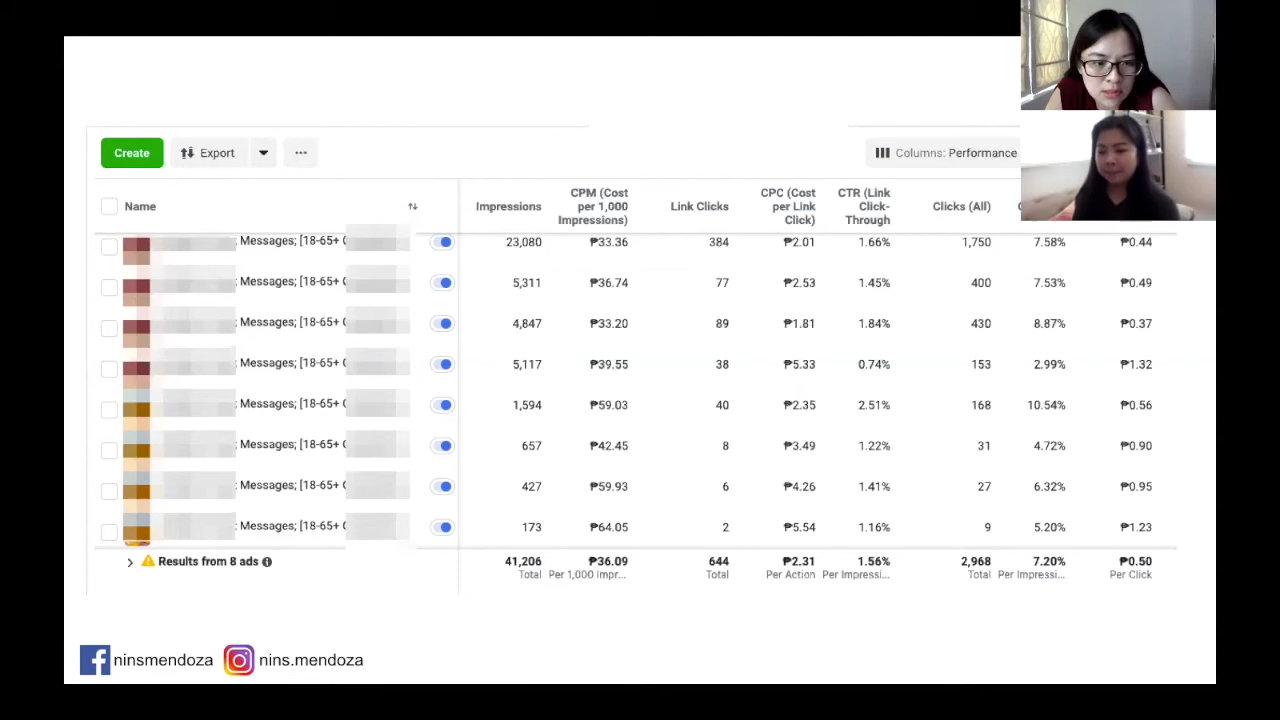 Create Export ... Columns: Performance
Name Impressions CPM (Cost per 1,000 Impressions) Link Clicks CPC (Cost per Link Click) CTR (Link Click-Through Clicks (All)
; Messages; [18-65+ 23,080 ₱33.36 384 ₱2.01 1.66% 1,750 7.58% ₱0.44
; Messages; [18-65+ 5,311 ₱36.74 77 ₱2.53 1.45% 400 7.53% ₱0.49
; Messages; [18-65+ 4,847 ₱33.20 89 ₱1.81 1.84% 430 8.87% ₱0.37
; Messages; [18-65+ 5,117 ₱39.55 38 ₱5.33 0.74% 153 2.99% ₱1.32
; Messages; [18-65+ 1,594 ₱59.03 40 ₱2.35 2.51% 168 10.54% ₱0.56
; Messages; [18-65+ 657 ₱42.45 8 ₱3.49 1.22% 31 4.72% ₱0.90
; Messages; [18-65+ 427 ₱59.93 6 ₱4.26 1.41% 27 6.32% ₱0.95
; Messages; [18-65+ 173 ₱64.05 2 ₱5.54 1.16% 9 5.20% ₱1.23
Results from 8 ads 41,206 ₱36.09 644 ₱2.31 1.56% 2,968 7.20% ₱0.50
Total Per 1,000 Impr... Total Per Action Per Impressi... Total Per Impressi... Per Click
ninsmendoza nins.mendoza